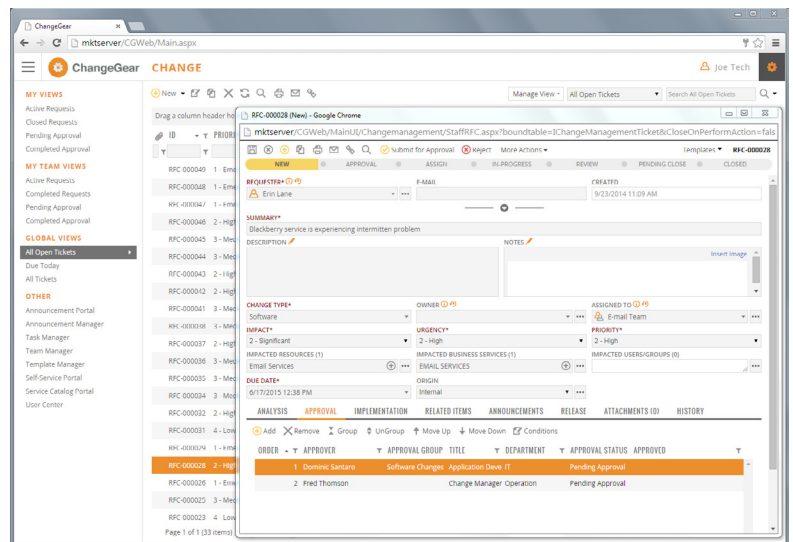 ChangeGear
mktserver/CGWeb/Main.aspx
ChangeGear CHANGE Joe Tech
MY VIEWS
Active Requests
Closed Requests
Pending Approval
Completed Approval
MY TEAM VIEWS
Active Requests
Completed Requests
Pending Approval
Completed Approval
GLOBAL VIEWS
All Open Tickets
Due Today
All Tickets
OTHER
Announcement Portal
Announcement Manager
Task Manager
Team Manager
Template Manager
Self-Service Portal
Service Catalog Portal
User Center
New Manage View All Open Tickets Search All Open Tickets
Drag a column header ho
ID PRIORI
RFC-000049 1 - Eme
RFC-000048 1 - Eme
RFC-000047 1 - Eme
RFC-000046 2 - High
RFC-000045 3 - Med
RFC-000044 3 - Medi
RFC-000043 2 - High
RFC-000042 2 - High
RFC-000041 3 - Med
RFC-000038 3 - Med
RFC-000037 2 - High
RFC-000036 3 - Med
RFC-000035 3 - Med
RFC-000034 3 - Med
RFC-000032 2 - High
RFC-000031 4 - Low
RFC-000029 1 - Eme
RFC-000028 2 - High
RFC-000026 1 - Eme
RFC-000025 3 - Medi
RFC-000023 4 - Low
Page 1 of 1 (33 items)
RFC-000028 (New) - Google Chrome
mktserver/CGWeb/MainUI/Changemanagement/StaffRFC.aspx?boundtable=IChangeManagementTicket&CloseOnPerformAction=fals
Submit for Approval Reject More Actions Templates RFC-000028
NEW APPROVAL ASSIGN IN-PROGRESS REVIEW PENDING CLOSE CLOSED
REQUESTER* E-MAIL CREATED
Erin Lane 9/23/2014 11:09 AM
SUMMARY*
Blackberry service is experiencing intermitten problem
DESCRIPTION NOTES
Insert Image
CHANGE TYPE* OWNER ASSIGNED TO
Software E-mail Team
IMPACT* URGENCY* PRIORITY*
2 - Significant 2 - High 2 - High
IMPACTED RESOURCES (1) IMPACTED BUSINESS SERVICES (1) IMPACTED USERS/GROUPS (0)
Email Services EMAIL SERVICES
DUE DATE* ORIGIN
6/17/2015 12:38 PM Internal
ANALYSIS APPROVAL IMPLEMENTATION RELATED ITEMS ANNOUNCEMENTS RELEASE ATTACHMENTS (0) HISTORY
Add Remove Group UnGroup Move Up Move Down Conditions
ORDER APPROVER APPROVAL GROUP TITLE DEPARTMENT APPROVAL STATUS APPROVED
1 Dominic Santaro Software Changes Application Deve IT Pending Approval
2 Fred Thomson Change Manager Operation Pending Approval